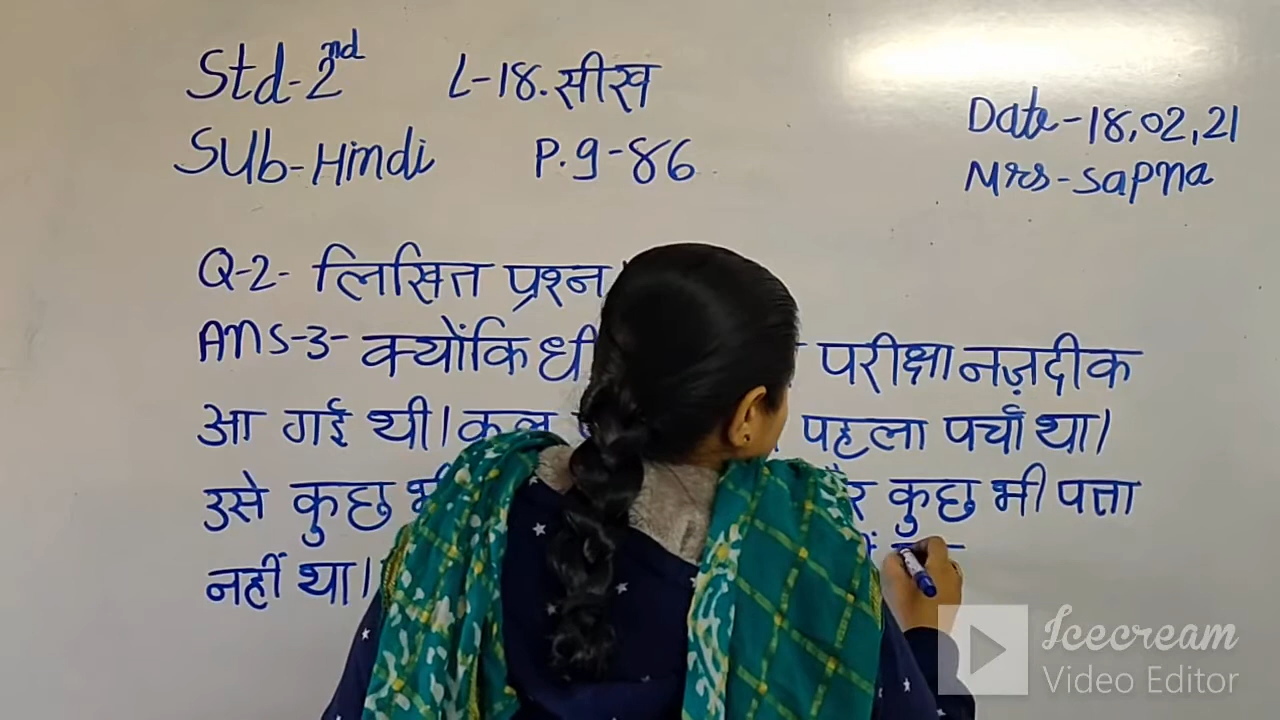 Std-2nd L-18.सीख
Sub-Hindi P.g-86
Date-18,02,21
Mrs-Sapna
Q-2- लिखित प्रश्न
Ans-3- क्योंकि परीक्षा नज़दीक
आ गई थी। कल पहला पर्चा था।
उसे कुछ कुछ भी पत्ता
नहीं था।
Icecream
Video Editor